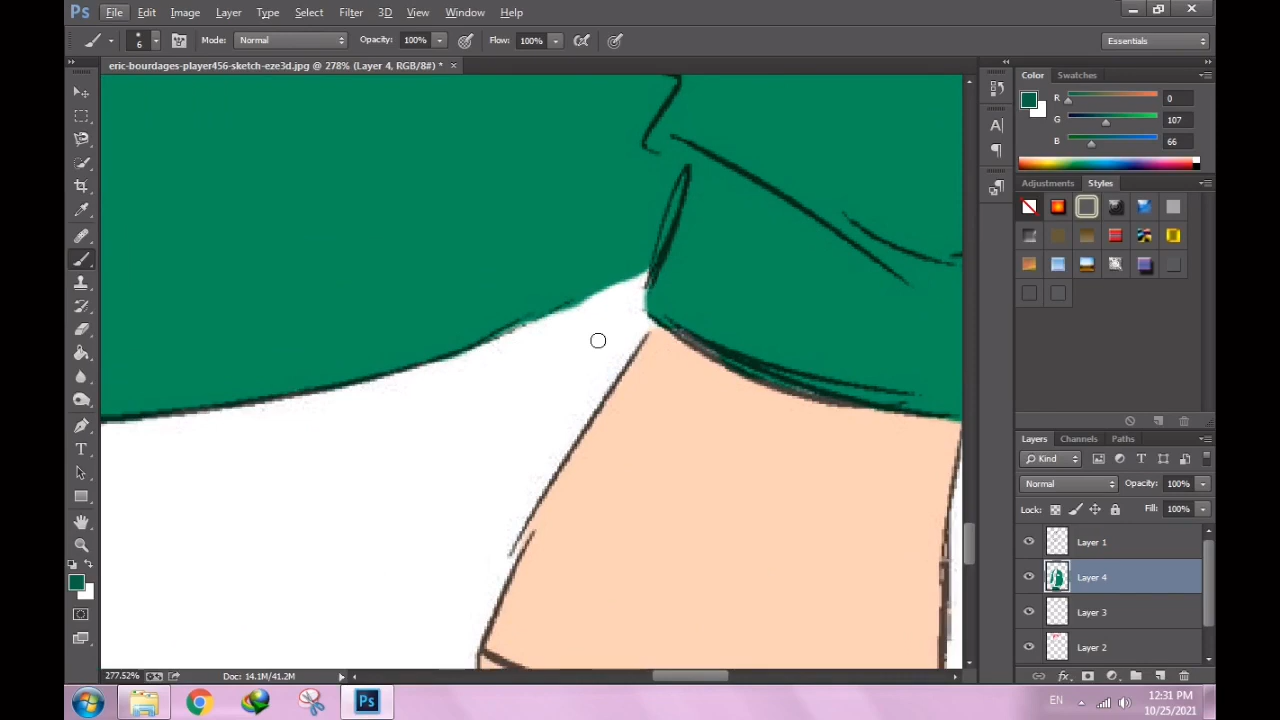 Ps File Edit Image Layer Type Select Filter 3D View Window Help
6 Mode: Normal Opacity: 100% Flow: 100% Essentials
eric-bourdages-player456-sketch-eze3d.jpg @ 278% (Layer 4, RGB/8#) * ×
Color Swatches
R 0
G 107
B 66
Adjustments Styles
Layers Channels Paths
Kind
Normal Opacity: 100%
Lock: Fill: 100%
Layer 1
Layer 4
Layer 3
Layer 2
277.52% Doc: 14.1M/41.2M
Ps EN 12:31 PM
10/25/2021